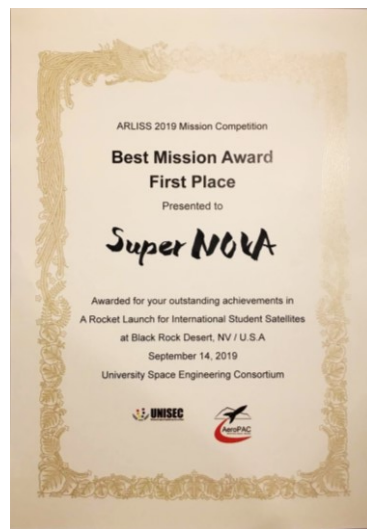 ARLISS 2019 Mission Competition
Best Mission Award
First Place
Presented to
Super NOVA
Awarded for your outstanding achievements in
A Rocket Launch for International Student Satellites
at Black Rock Desert, NV / U.S.A
September 14, 2019
University Space Engineering Consortium
UNISEC
AeroPAC